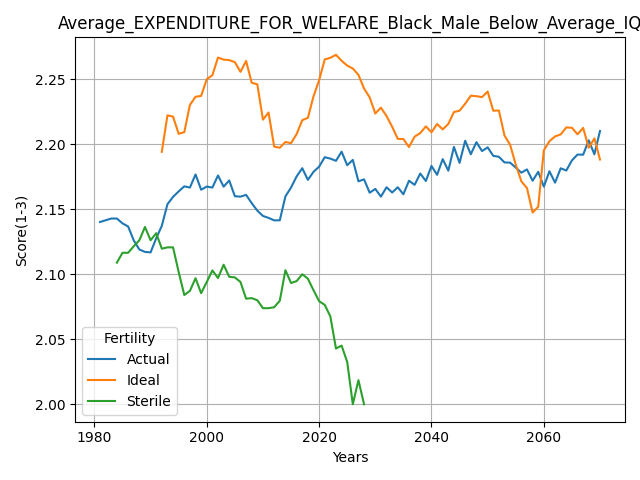 Average_EXPENDITURE_FOR_WELFARE_Black_Male_Below_Average_IQ
Score(1-3)
2.25
2.20
2.15
2.10
2.05
2.00
Fertility
Actual
Ideal
Sterile
1980
2000
2020
2040
2060
Years